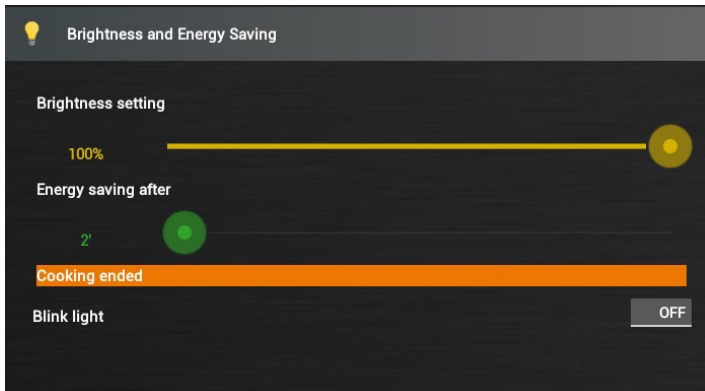 Brightness and Energy Saving
Brightness setting
100%
Energy saving after
2'
Cooking ended
Blink light OFF